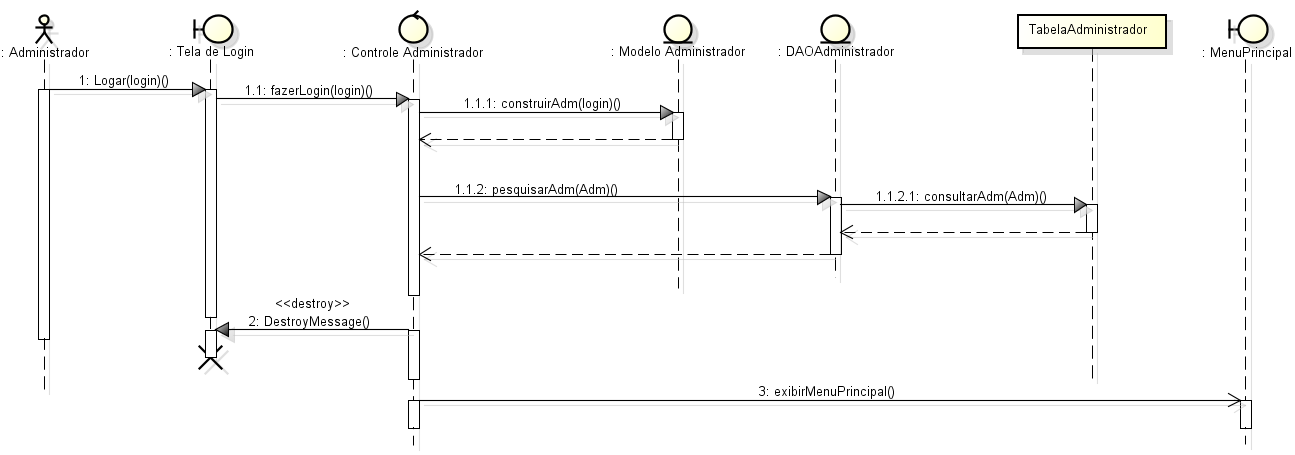 : Administrador
: Tela de Login
: Controle Administrador
: Modelo Administrador
: DAOAdministrador
TabelaAdministrador
: MenuPrincipal
1: Logar(login)()
1.1: fazerLogin(login)()
1.1.1: construirAdm(login)()
1.1.2: pesquisarAdm(Adm)()
1.1.2.1: consultarAdm(Adm)()
<<destroy>>
2: DestroyMessage()
3: exibirMenuPrincipal()